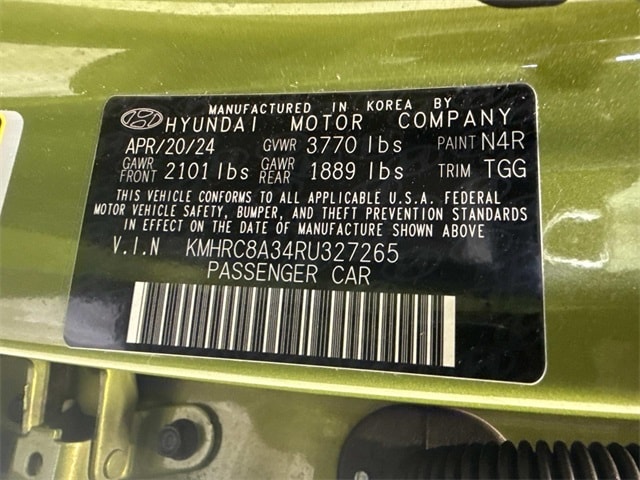 MANUFACTURED IN KOREA BY
HYUNDAI MOTOR COMPANY
APR/20/24 GVWR 3770 lbs PAINT N4R
GAWR FRONT 2101 lbs GAWR REAR 1889 lbs TRIM TGG
THIS VEHICLE CONFORMS TO ALL APPLICABLE U.S.A. FEDERAL
MOTOR VEHICLE SAFETY, BUMPER, AND THEFT PREVENTION STANDARDS
IN EFFECT ON THE DATE OF MANUFACTURE SHOWN ABOVE
V.I.N KMHRC8A34RU327265
PASSENGER CAR